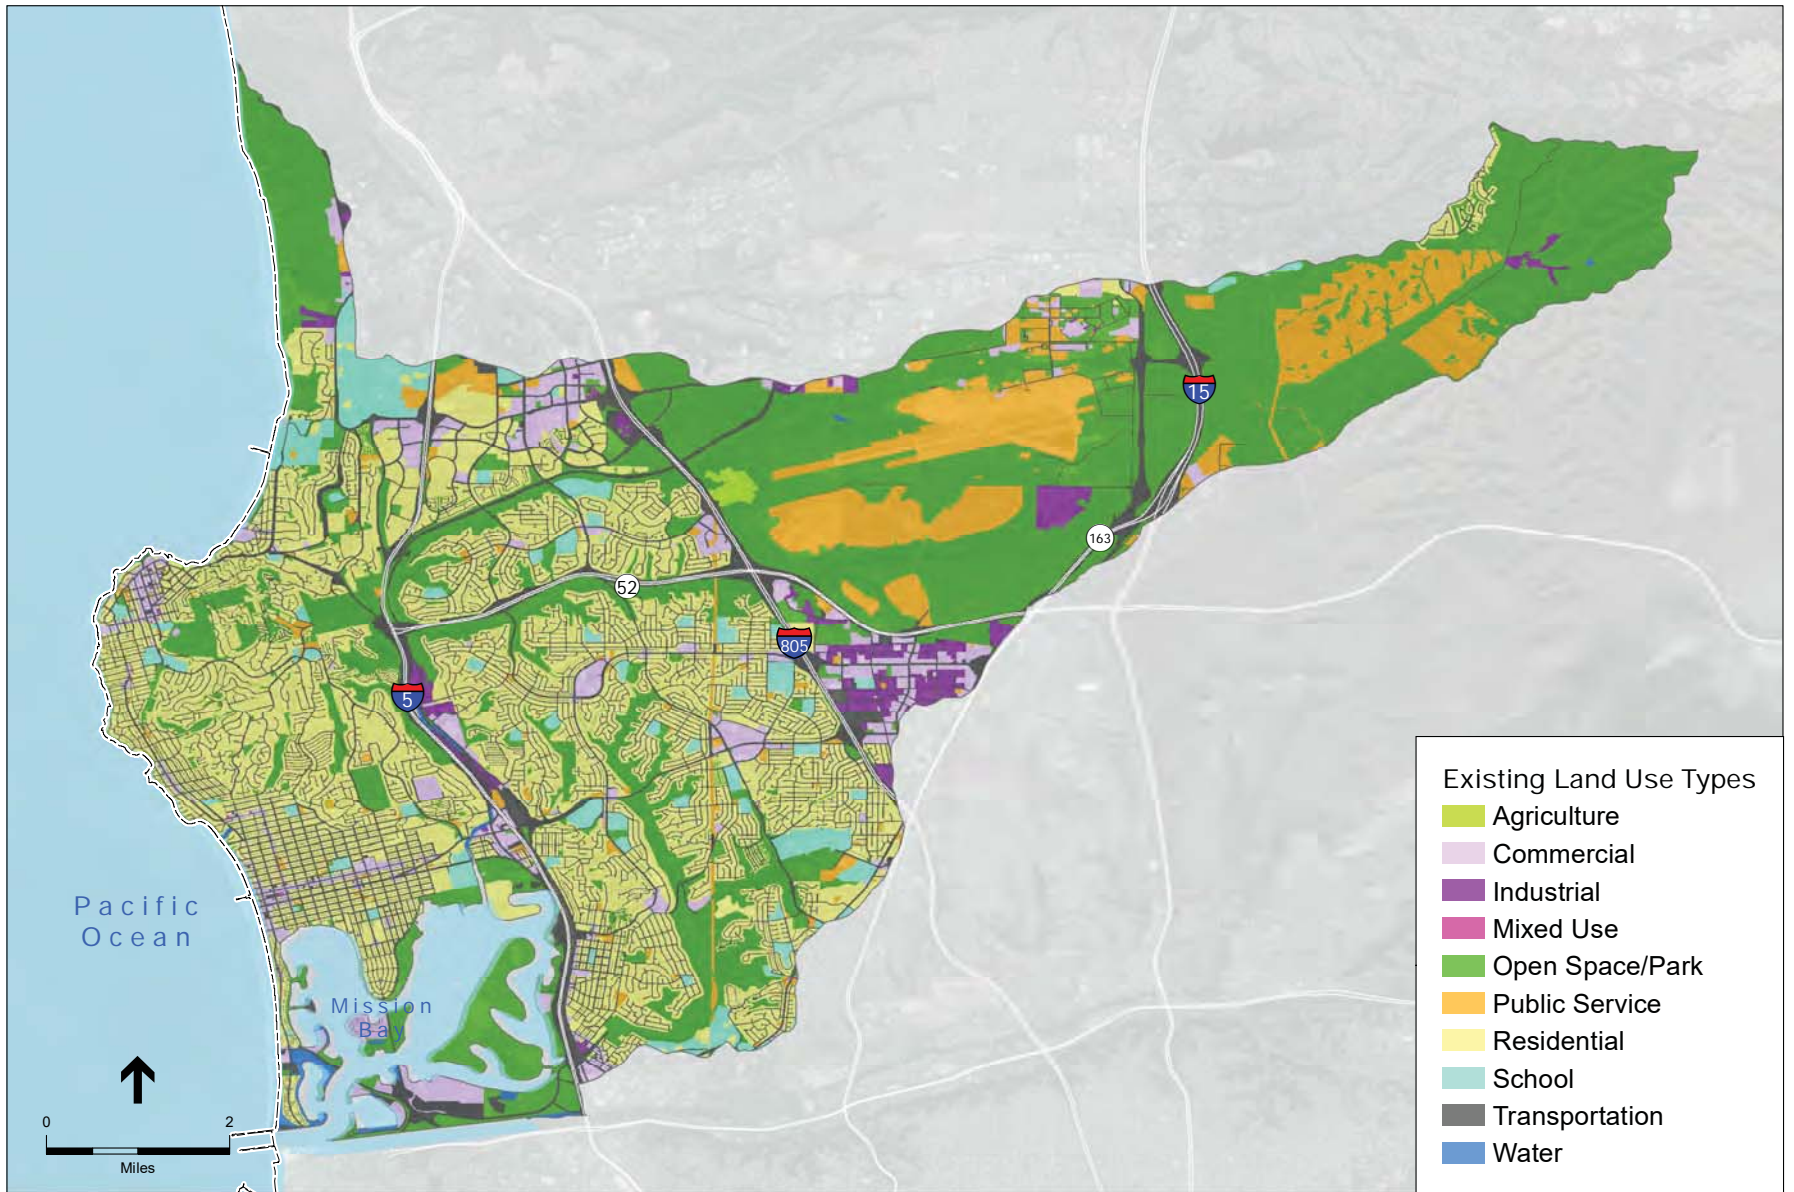 15
163
52
805
5
Pacific
Ocean
Mission
Bay
0 2
Miles
Existing Land Use Types
Agriculture
Commercial
Industrial
Mixed Use
Open Space/Park
Public Service
Residential
School
Transportation
Water